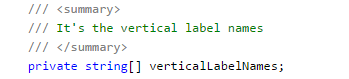 /// <summary>
/// It's the vertical label names
/// </summary>
private string[] verticalLabelNames;